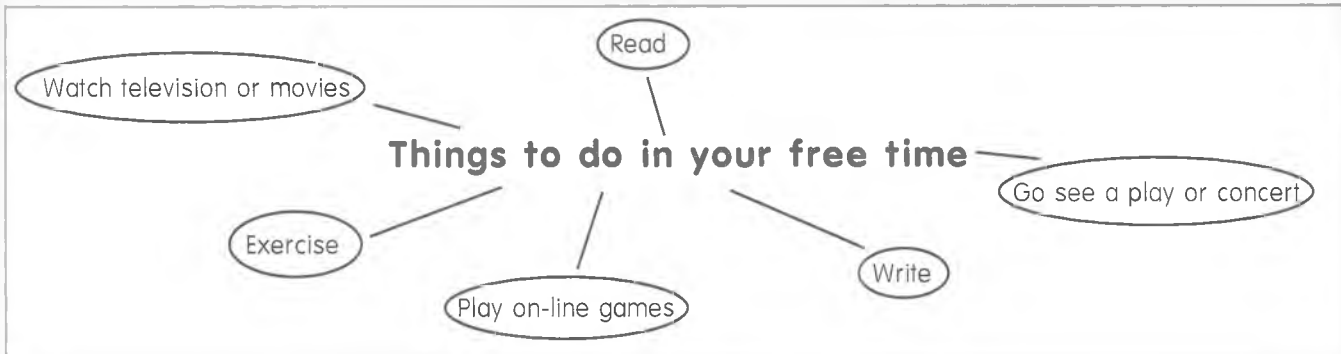 Read
Watch television or movies
Things to do in your free time
Go see a play or concert
Exercise
Write
Play on-line games